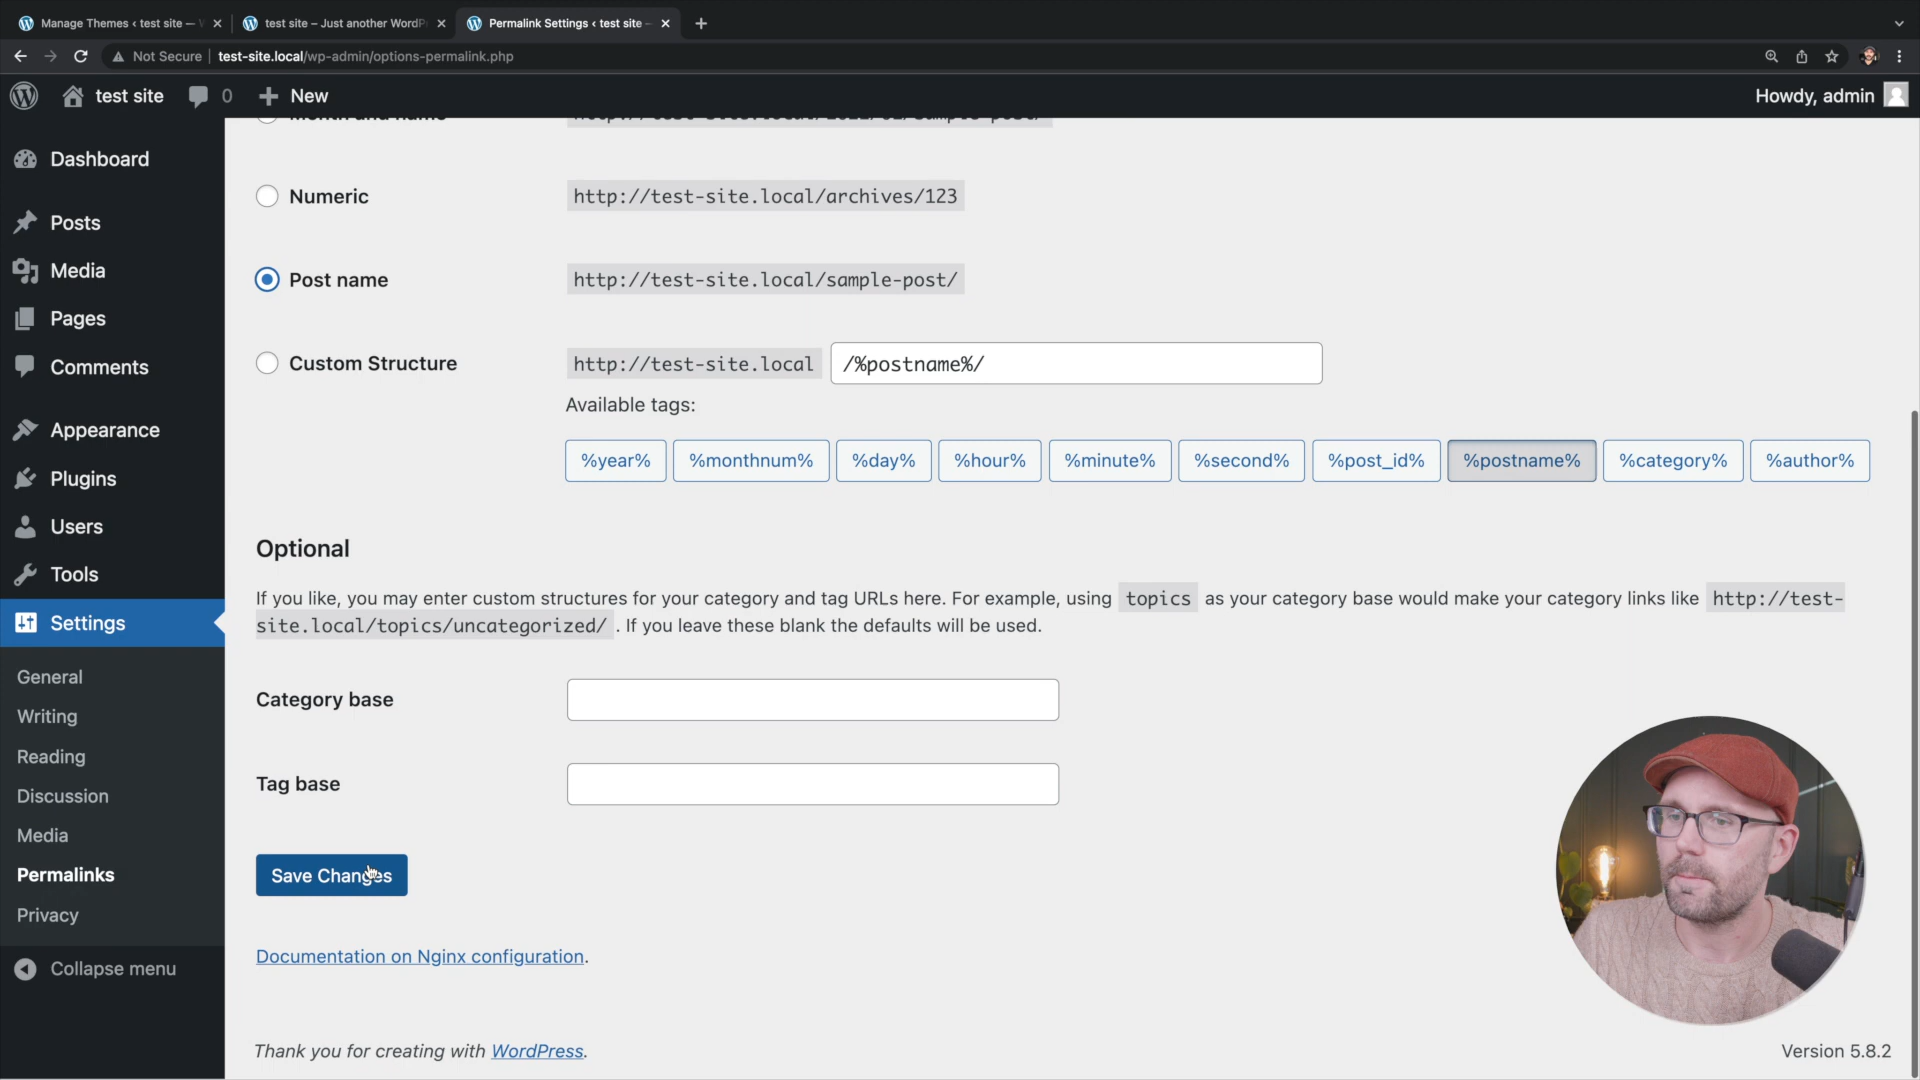 Manage Themes ‹ test site —
test site – Just another WordP
Permalink Settings ‹ test site –
Not Secure | test-site.local/wp-admin/options-permalink.php
test site 0 New Howdy, admin
Month and name
Dashboard
Posts
Media
Pages
Comments
Appearance
Plugins
Users
Tools
Settings
General
Writing
Reading
Discussion
Media
Permalinks
Privacy
Collapse menu
Numeric http://test-site.local/archives/123
Post name http://test-site.local/sample-post/
Custom Structure http://test-site.local /%postname%/
Available tags:
%year% %monthnum% %day% %hour% %minute% %second% %post_id% %postname% %category% %author%
Optional
If you like, you may enter custom structures for your category and tag URLs here. For example, using topics as your category base would make your category links like http://test-
site.local/topics/uncategorized/ . If you leave these blank the defaults will be used.
Category base
Tag base
Save Changes
Documentation on Nginx configuration.
Thank you for creating with WordPress.
Version 5.8.2